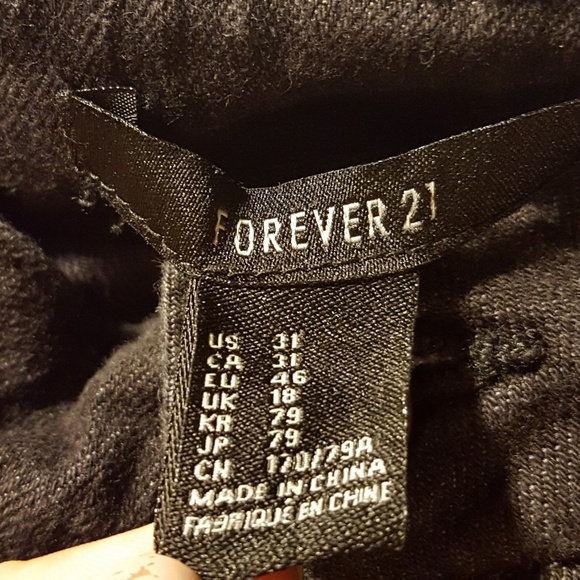 FOREVER 21
US 31
CA 31
EU 46
UK 18
KR 79
JP 79
CN 170/79A
MADE IN CHINA
FABRIQUE EN CHINE